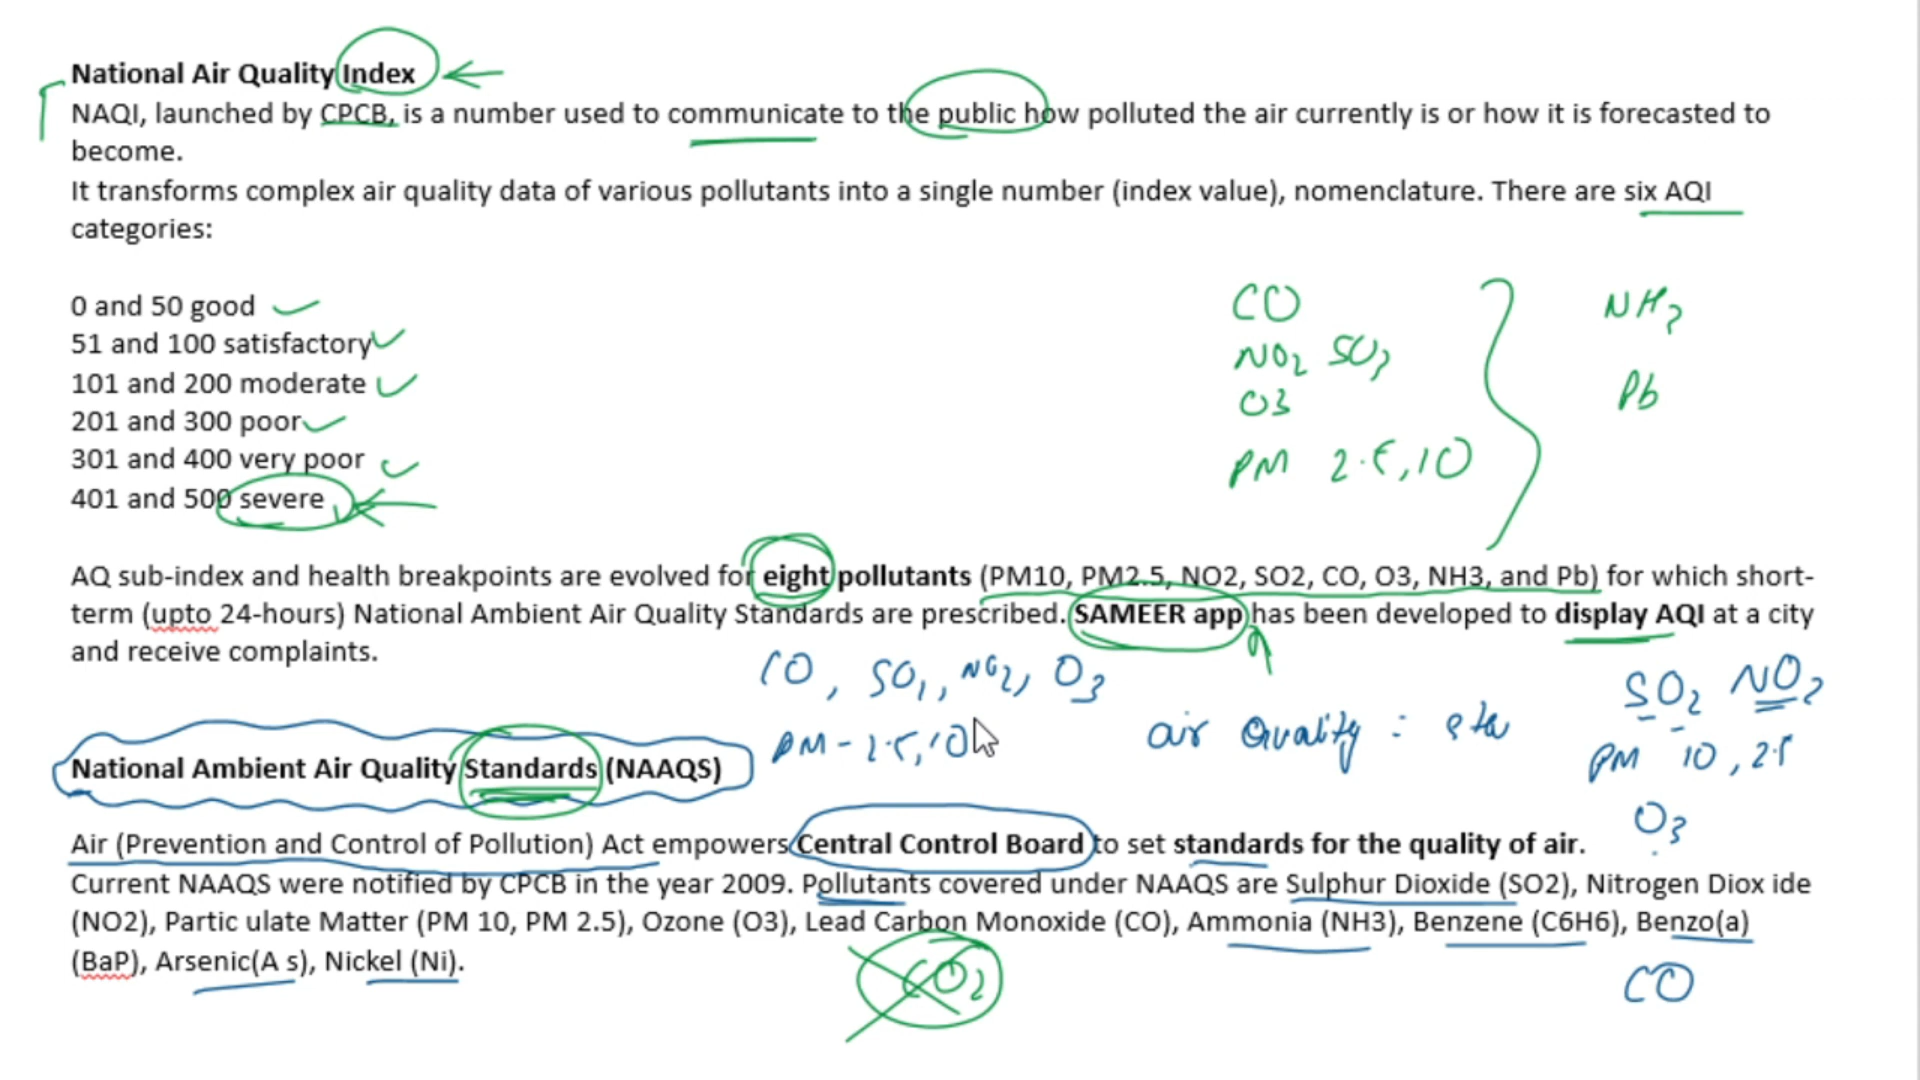 National Air Quality Index
NAQI, launched by CPCB, is a number used to communicate to the public how polluted the air currently is or how it is forecasted to
become.
It transforms complex air quality data of various pollutants into a single number (index value), nomenclature. There are six AQI
categories:
0 and 50 good
51 and 100 satisfactory
101 and 200 moderate
201 and 300 poor
301 and 400 very poor
401 and 500 severe
CO
NO2 SO2
O3
PM 2.5, 10
NH3
Pb
AQ sub-index and health breakpoints are evolved for eight pollutants (PM10, PM2.5, NO2, SO2, CO, O3, NH3, and Pb) for which short-
term (upto 24-hours) National Ambient Air Quality Standards are prescribed. SAMEER app has been developed to display AQI at a city
and receive complaints.
CO, SO2, NO2, O3
PM - 2.5, 10
air Quality :
SO2 NO2
PM 10, 2.5
O3
CO
National Ambient Air Quality Standards (NAAQS)
Air (Prevention and Control of Pollution) Act empowers Central Control Board to set standards for the quality of air.
Current NAAQS were notified by CPCB in the year 2009. Pollutants covered under NAAQS are Sulphur Dioxide (SO2), Nitrogen Diox ide
(NO2), Partic ulate Matter (PM 10, PM 2.5), Ozone (O3), Lead Carbon Monoxide (CO), Ammonia (NH3), Benzene (C6H6), Benzo(a)
(BaP), Arsenic(A s), Nickel (Ni).
CO2